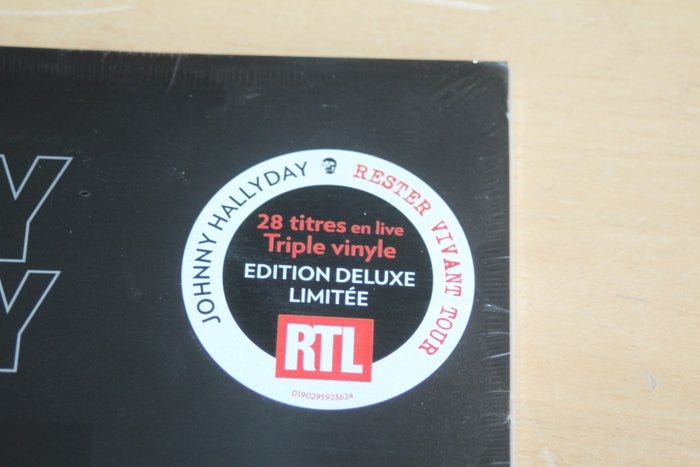 Y
Y
JOHNNY HALLYDAY
RESTER VIVANT TOUR
28 titres en live
Triple vinyle
EDITION DELUXE
LIMITÉE
RTL
0190295923624